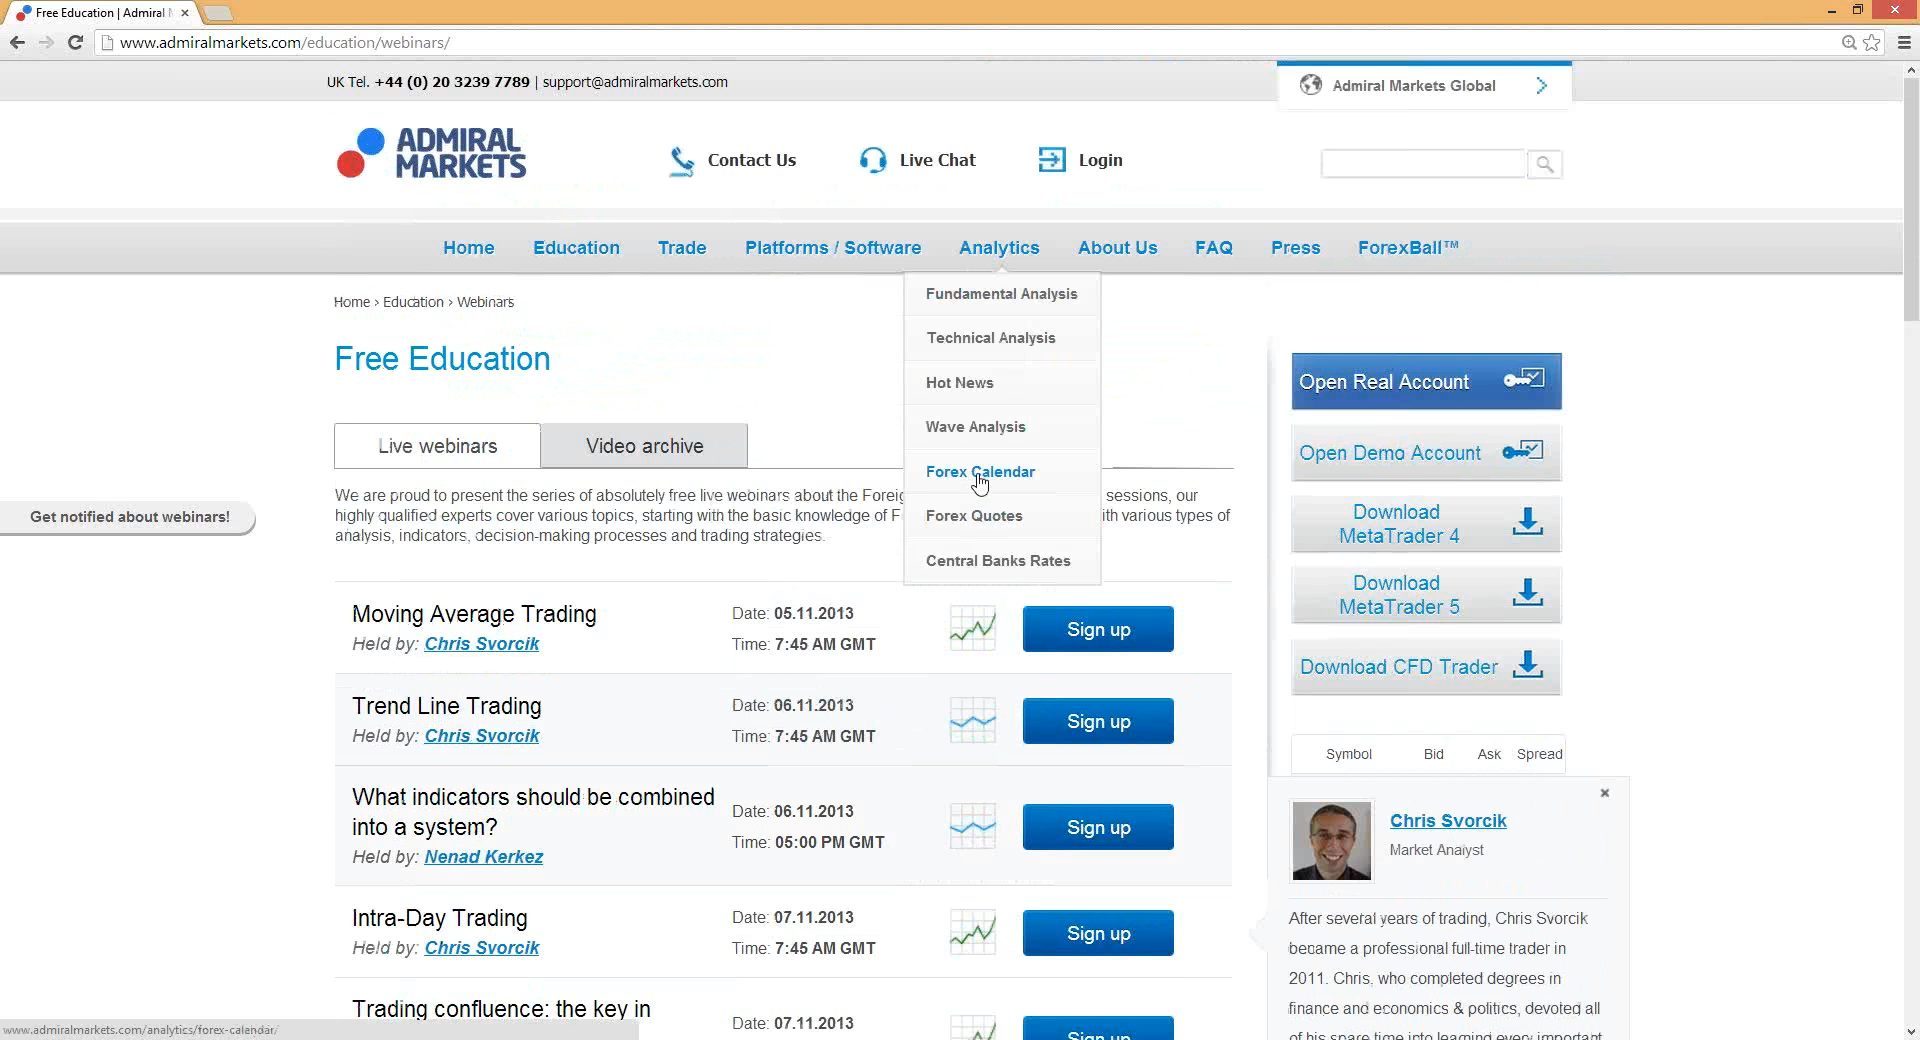 Free Education | Admiral M
www.admiralmarkets.com/education/webinars/
UK Tel. +44 (0) 20 3239 7789 | support@admiralmarkets.com
Admiral Markets Global
ADMIRAL
MARKETS
Contact Us
Live Chat
Login
Home Education Trade Platforms / Software Analytics About Us FAQ Press ForexBall™
Fundamental Analysis
Technical Analysis
Hot News
Wave Analysis
Forex Calendar
Forex Quotes
Central Banks Rates
Home › Education › Webinars
Free Education
Live webinars
Video archive
We are proud to present the series of absolutely free live webinars about the Foreig sessions, our
highly qualified experts cover various topics, starting with the basic knowledge of F ith various types of
analysis, indicators, decision-making processes and trading strategies.
Get notified about webinars!
Moving Average Trading
Held by: Chris Svorcik
Date: 05.11.2013
Time: 7:45 AM GMT
Sign up
Trend Line Trading
Held by: Chris Svorcik
Date: 06.11.2013
Time: 7:45 AM GMT
Sign up
What indicators should be combined
into a system?
Held by: Nenad Kerkez
Date: 06.11.2013
Time: 05:00 PM GMT
Sign up
Intra-Day Trading
Held by: Chris Svorcik
Date: 07.11.2013
Time: 7:45 AM GMT
Sign up
Trading confluence: the key in
Date: 07.11.2013
Sign up
Open Real Account
Open Demo Account
Download
MetaTrader 4
Download
MetaTrader 5
Download CFD Trader
Symbol Bid Ask Spread
Chris Svorcik
Market Analyst
After several years of trading, Chris Svorcik
became a professional full-time trader in
2011. Chris, who completed degrees in
finance and economics & politics, devoted all
of his spare time into learning every important
www.admiralmarkets.com/analytics/forex-calendar/